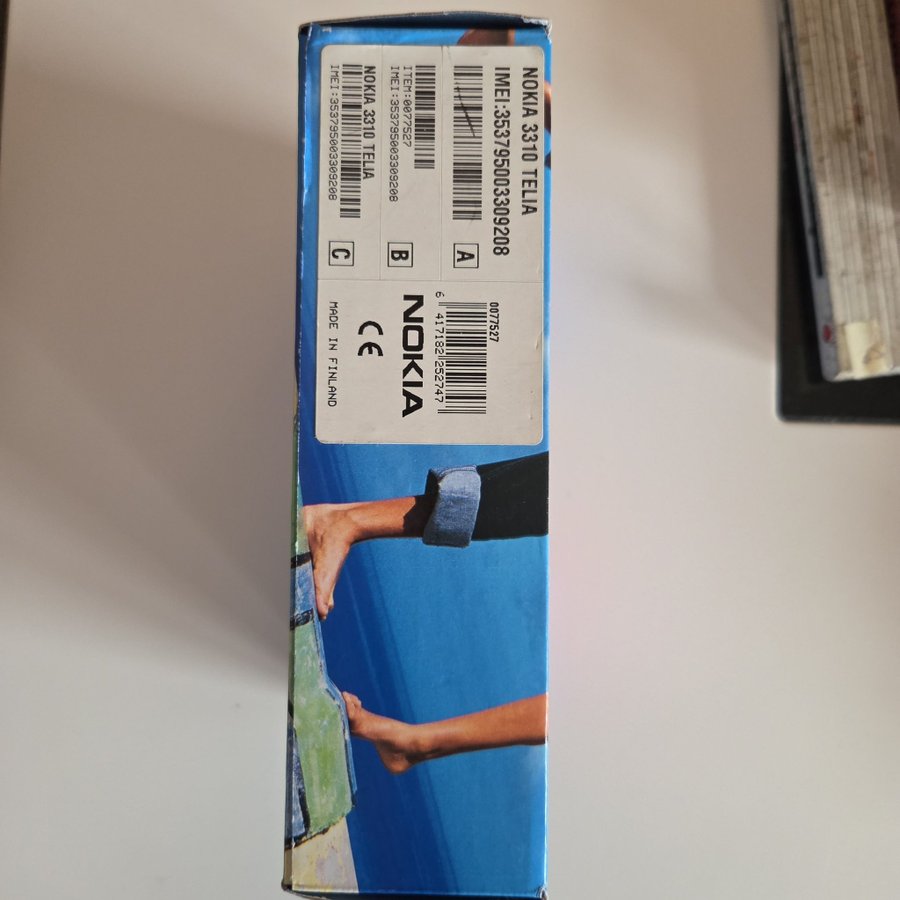 NOKIA 3310 TELIA
IMEI:353795003309208
A
ITEM:0077527
IMEI:353795003309208
B
NOKIA 3310 TELIA
IMEI:353795003309208
C
0077527
6 417182 252747
NOKIA
CE
MADE IN FINLAND